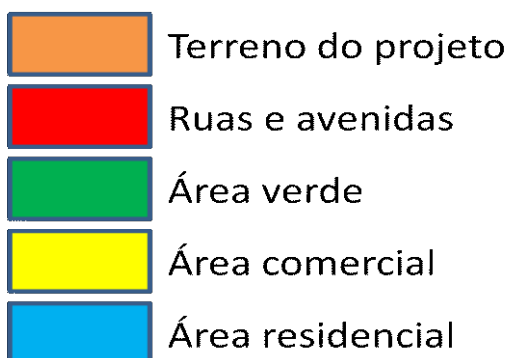 Terreno do projeto
Ruas e avenidas
Área verde
Área comercial
Área residencial